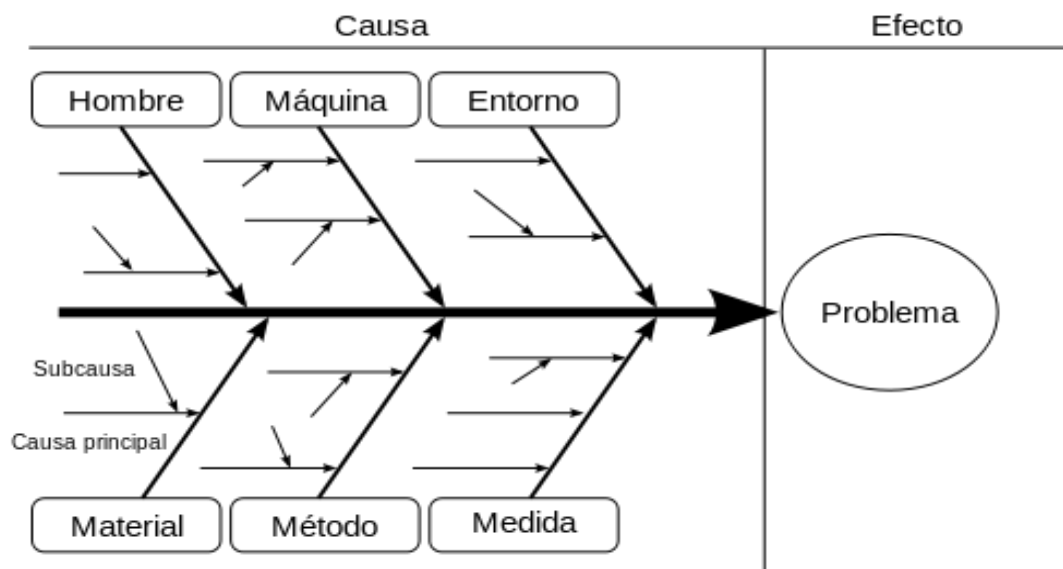 Causa
Efecto
Hombre
Máquina
Entorno
Problema
Subcausa
Causa principal
Material
Método
Medida